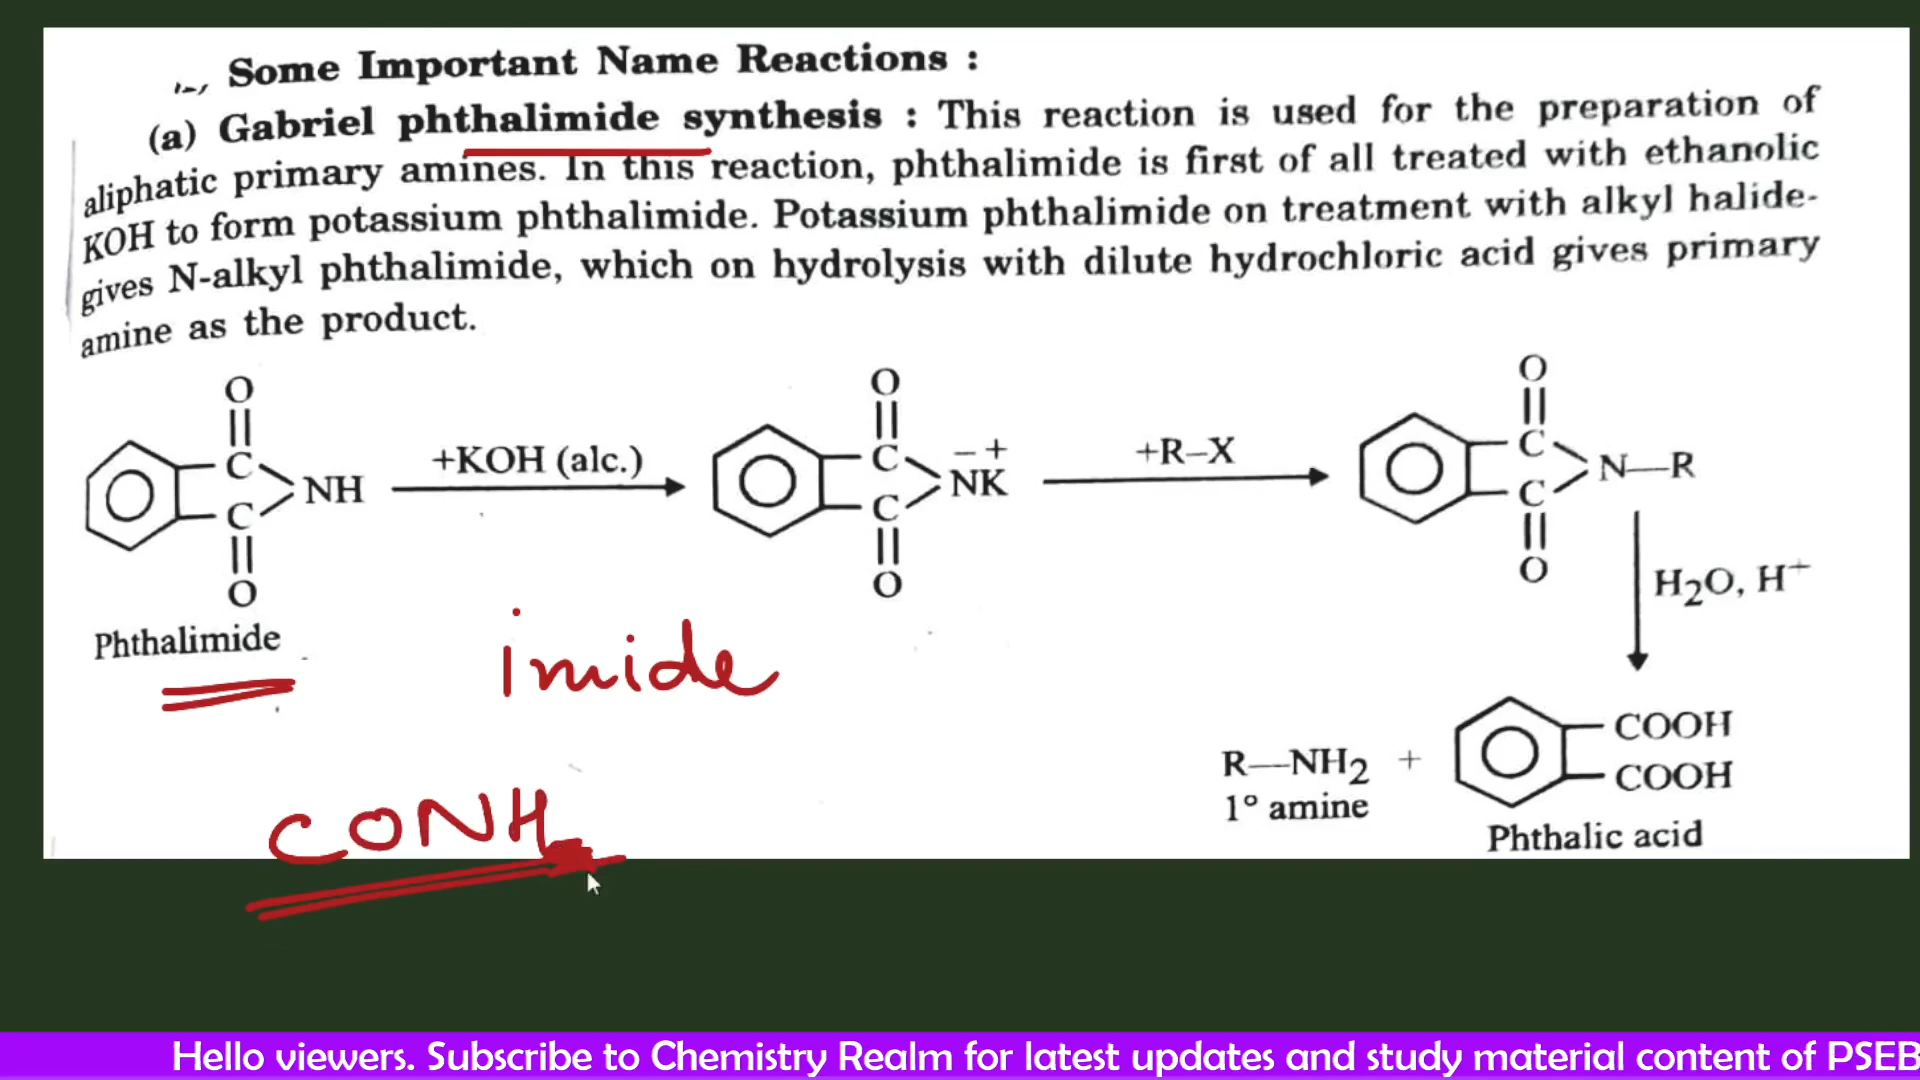 Some Important Name Reactions :
(a) Gabriel phthalimide synthesis : This reaction is used for the preparation of
aliphatic primary amines. In this reaction, phthalimide is first of all treated with ethanolic
KOH to form potassium phthalimide. Potassium phthalimide on treatment with alkyl halide-
gives N-alkyl phthalimide, which on hydrolysis with dilute hydrochloric acid gives primary
amine as the product.
O O O
C NH +KOH (alc.) C NK − + +R–X C N—R
C C C
O O O
H2O, H+
Phthalimide
imide
R—NH2 + COOH
COOH
1° amine
Phthalic acid
CONH
Hello viewers. Subscribe to Chemistry Realm for latest updates and study material content of PSEB